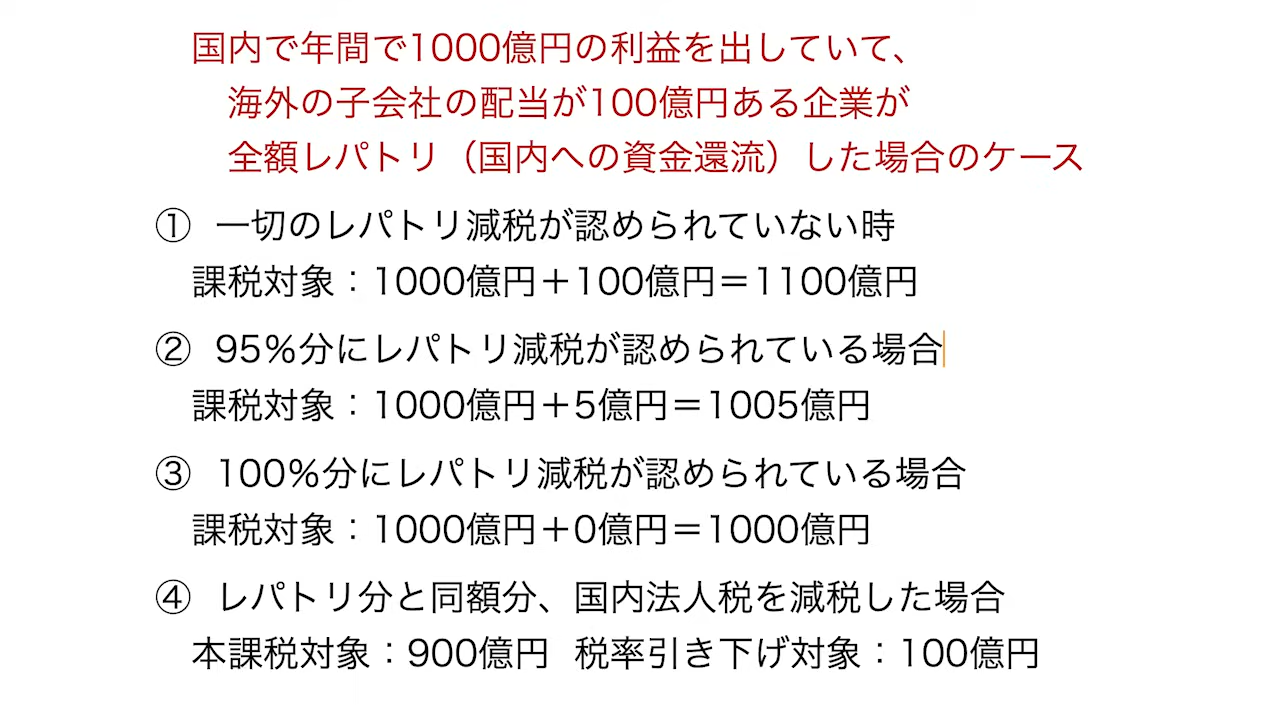 国内で年間で1000億円の利益を出していて、
海外の子会社の配当が100億円ある企業が
全額レパトリ（国内への資金還流）した場合のケース
① 一切のレパトリ減税が認められていない時
課税対象：1000億円＋100億円＝1100億円
② 95％分にレパトリ減税が認められている場合
課税対象：1000億円＋5億円＝1005億円
③ 100％分にレパトリ減税が認められている場合
課税対象：1000億円＋0億円＝1000億円
④ レパトリ分と同額分、国内法人税を減税した場合
本課税対象：900億円 税率引き下げ対象：100億円